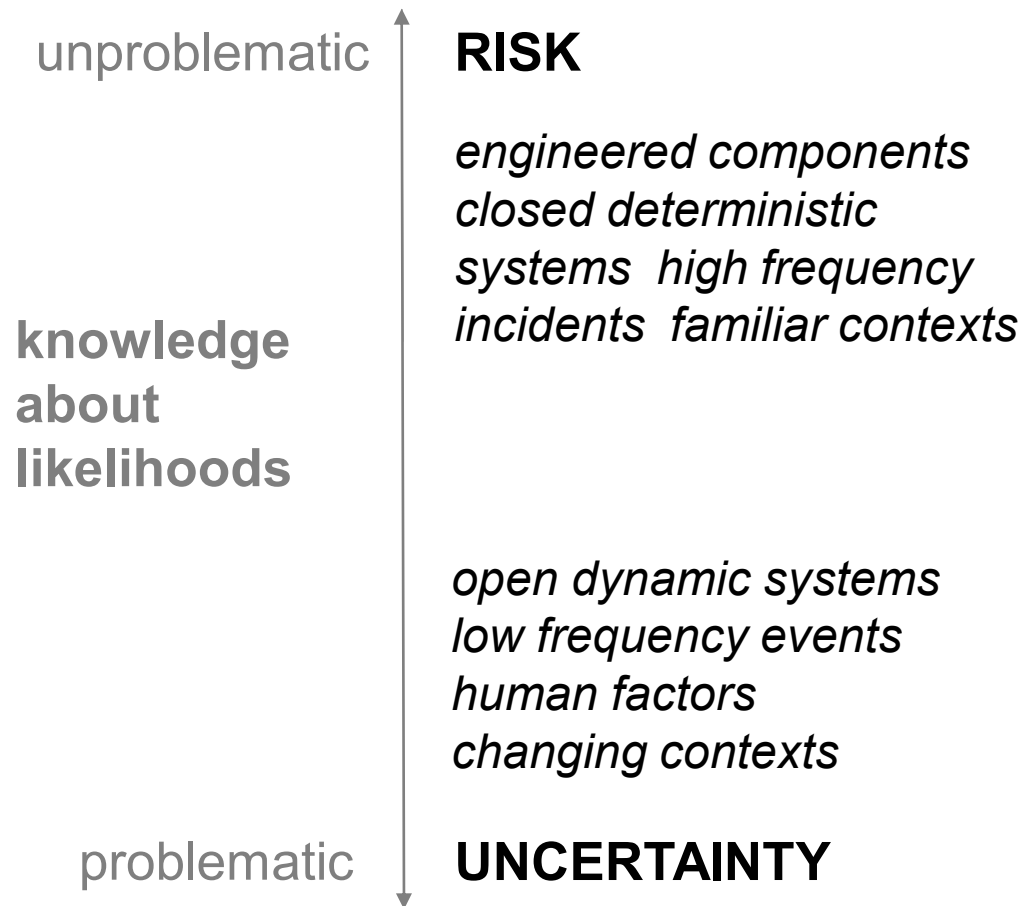 unproblematic RISK
engineered components
closed deterministic
systems high frequency
incidents familiar contexts
knowledge
about
likelihoods
open dynamic systems
low frequency events
human factors
changing contexts
problematic UNCERTAINTY